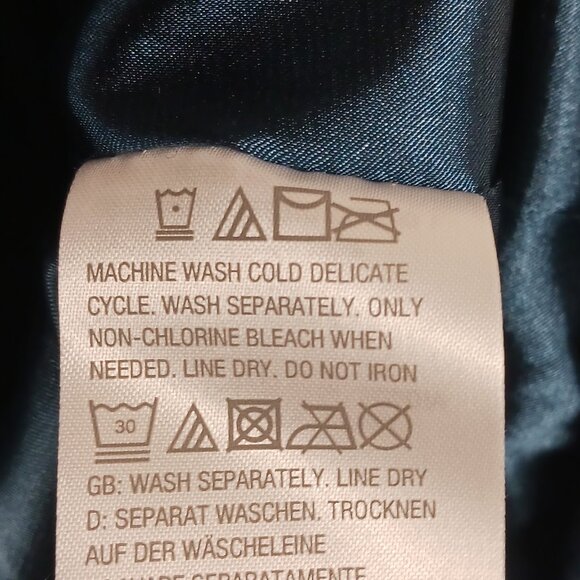 MACHINE WASH COLD DELICATE
CYCLE. WASH SEPARATELY. ONLY
NON-CHLORINE BLEACH WHEN
NEEDED. LINE DRY. DO NOT IRON
30
GB: WASH SEPARATELY. LINE DRY
D: SEPARAT WASCHEN. TROCKNEN
AUF DER WÄSCHELEINE
SEPARATAMENTE